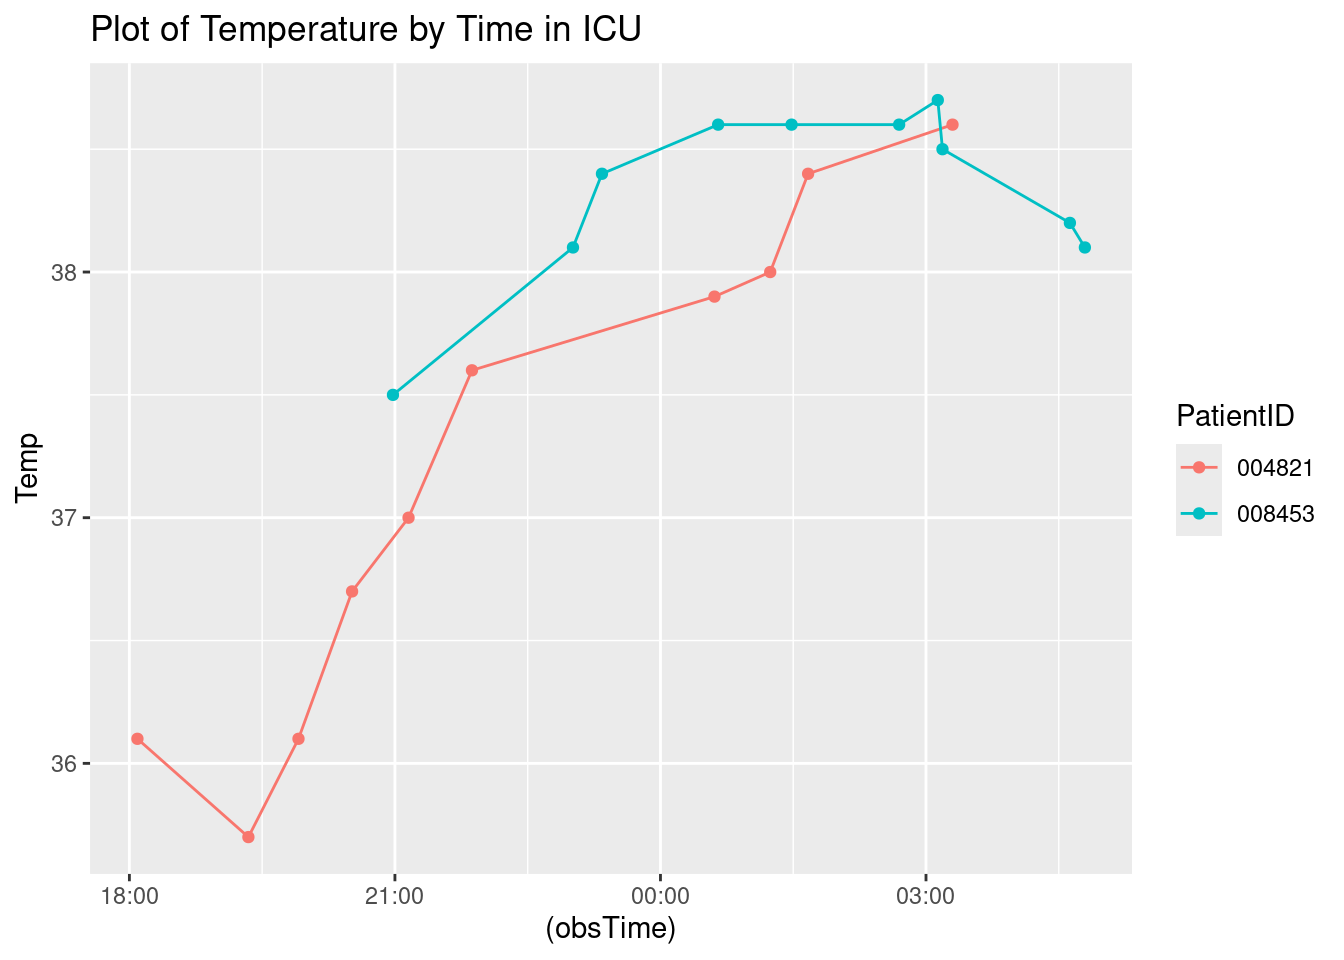 Plot of Temperature by Time in ICU
Temp
38
37
36
18:00 21:00 00:00 03:00
(obsTime)
PatientID
004821
008453